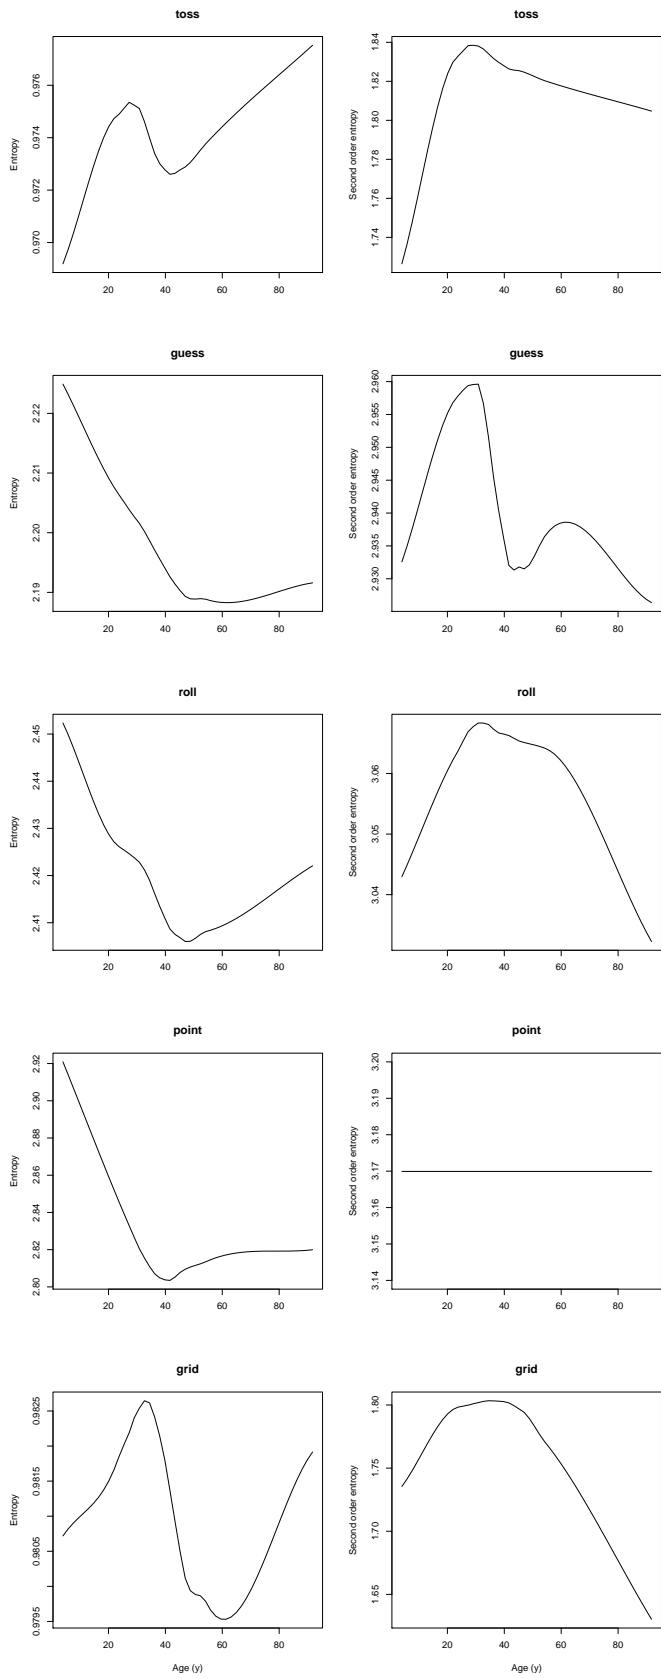 toss
toss
Entropy
0.970 0.972 0.974 0.976
20 40 60 80
Second order entropy
1.74 1.76 1.78 1.80 1.82 1.84
20 40 60 80
guess
guess
Entropy
2.19 2.20 2.21 2.22
20 40 60 80
Second order entropy
2.930 2.935 2.940 2.945 2.950 2.955 2.960
20 40 60 80
roll
roll
Entropy
2.41 2.42 2.43 2.44 2.45
20 40 60 80
Second order entropy
3.04 3.05 3.06
20 40 60 80
point
point
Entropy
2.80 2.82 2.84 2.86 2.88 2.90 2.92
20 40 60 80
Second order entropy
3.14 3.15 3.16 3.17 3.18 3.19 3.20
20 40 60 80
grid
grid
Entropy
0.9795 0.9805 0.9815 0.9825
20 40 60 80
Age (y)
Second order entropy
1.65 1.70 1.75 1.80
20 40 60 80
Age (y)